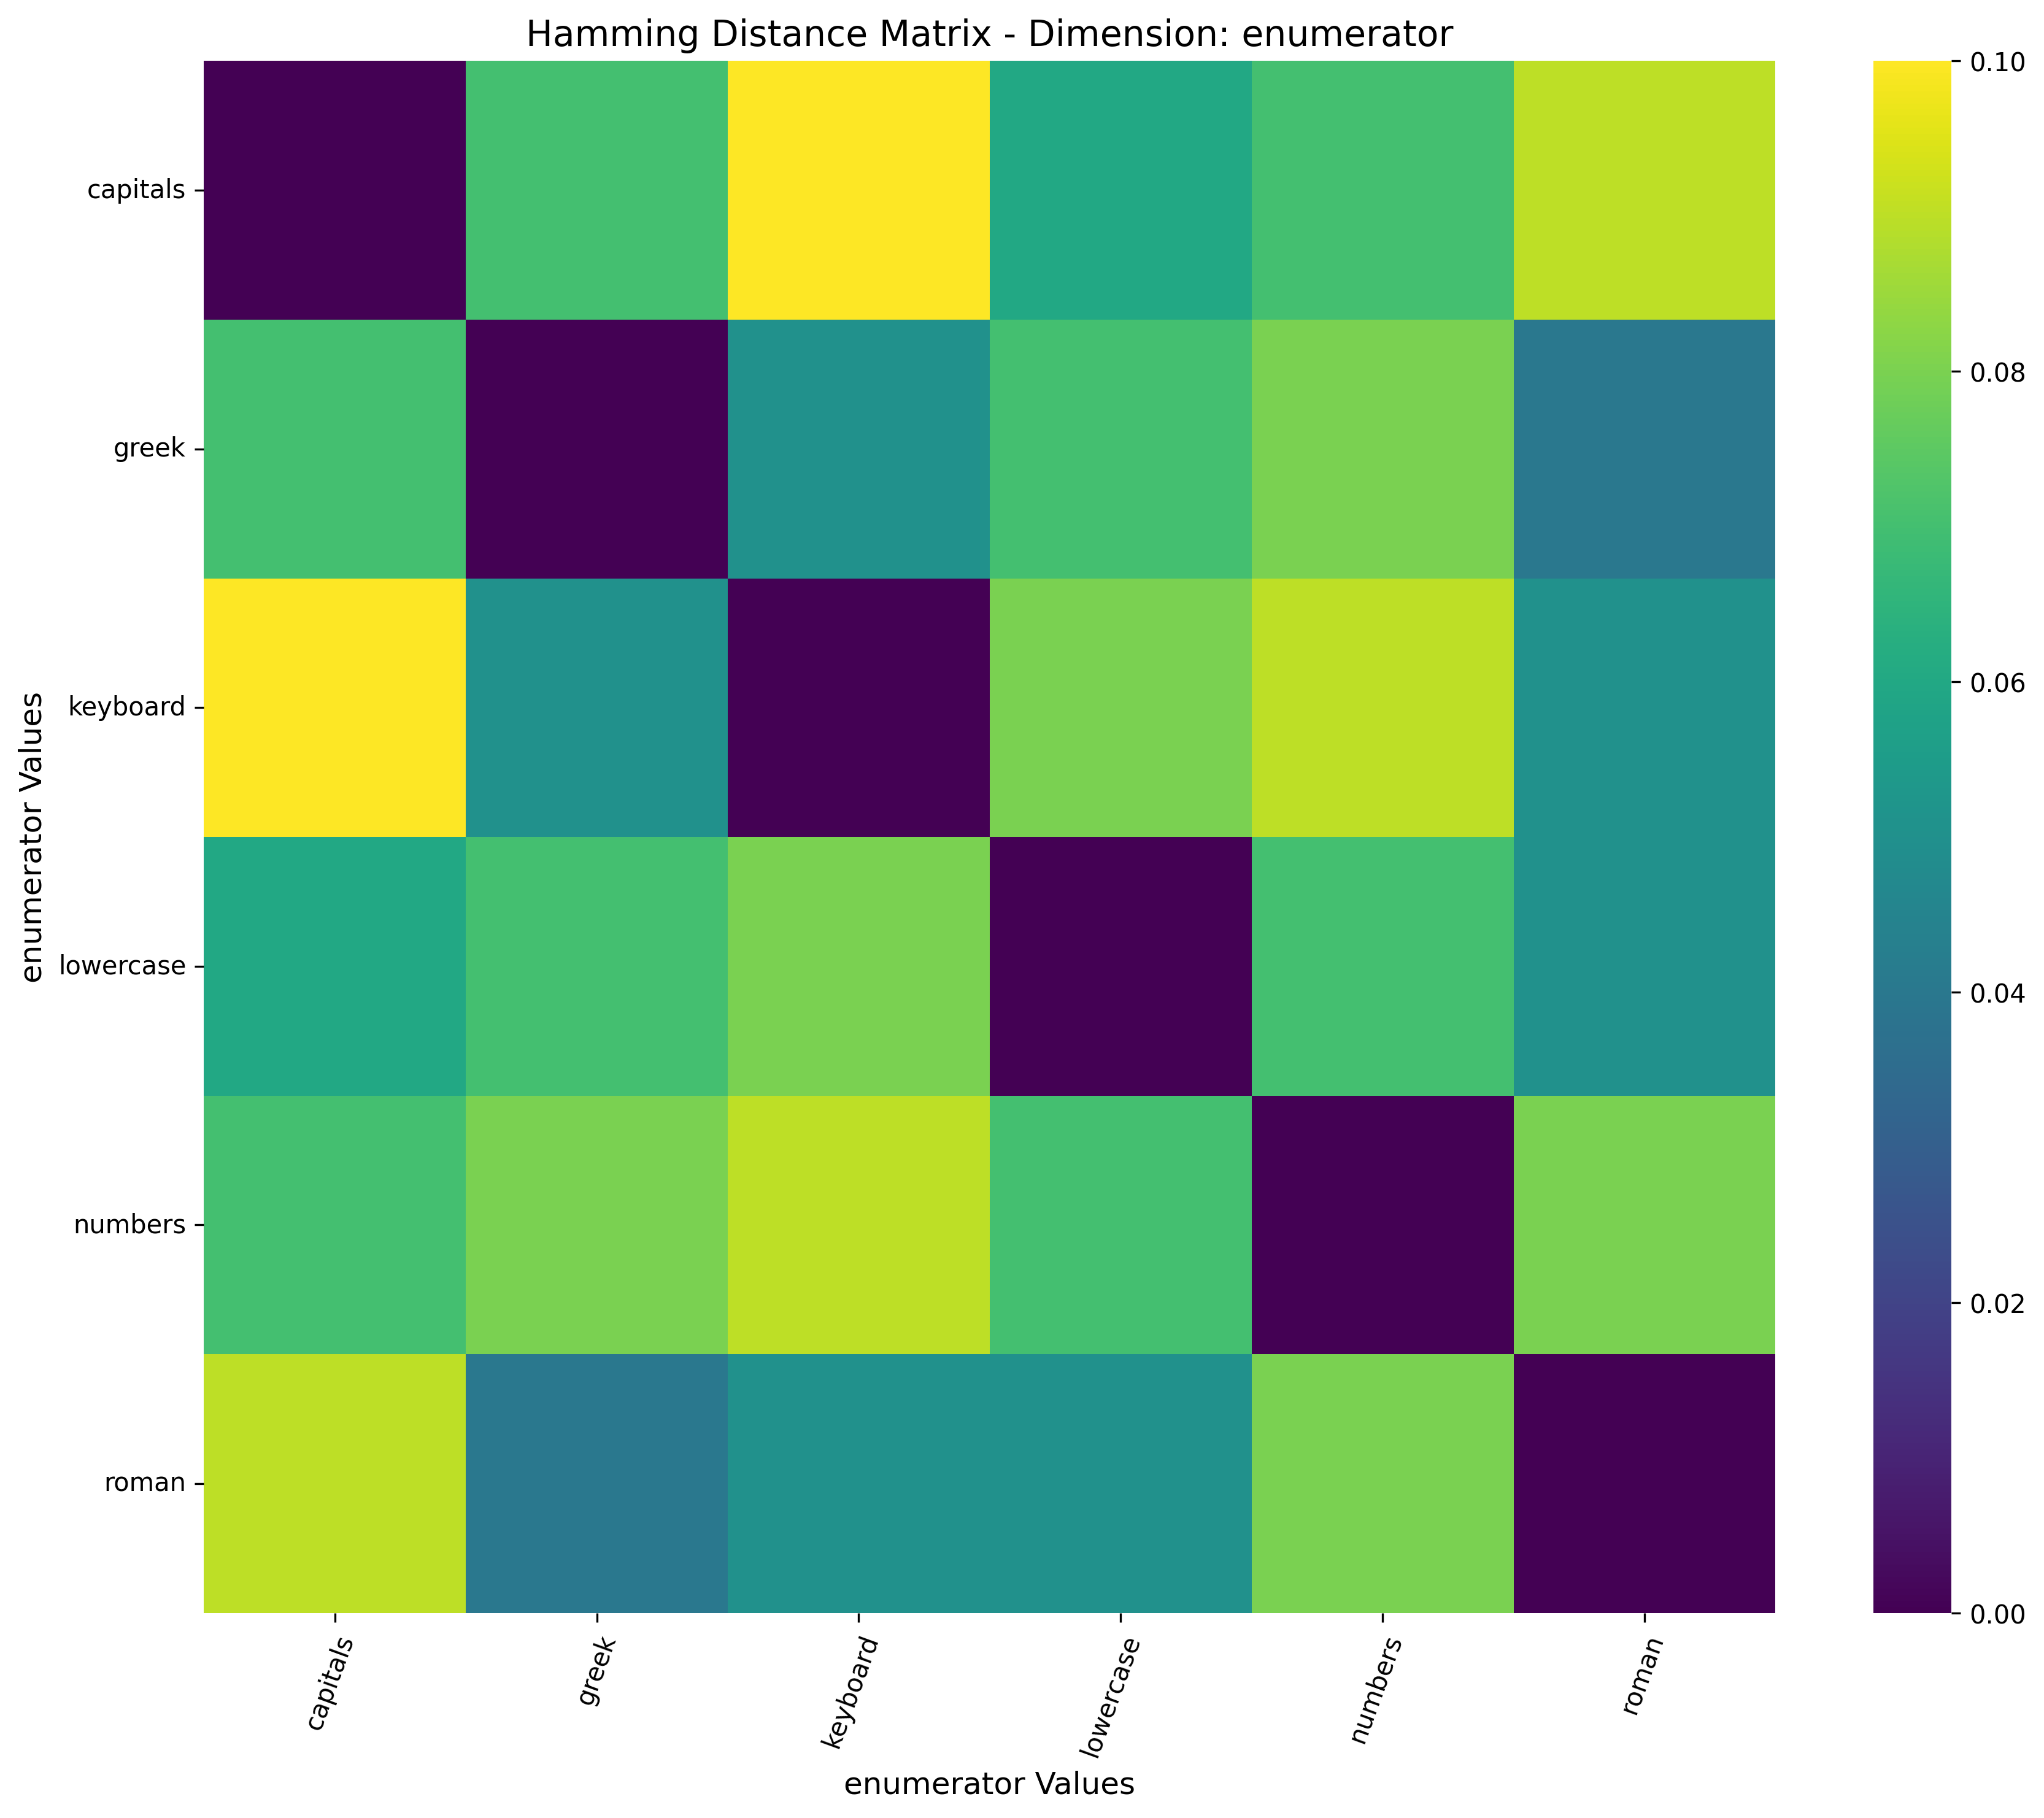 Hamming Distance Matrix - Dimension: enumerator
enumerator Values
capitals
greek
keyboard
lowercase
numbers
roman
capitals
greek
keyboard
lowercase
numbers
roman
enumerator Values
0.10
0.08
0.06
0.04
0.02
0.00